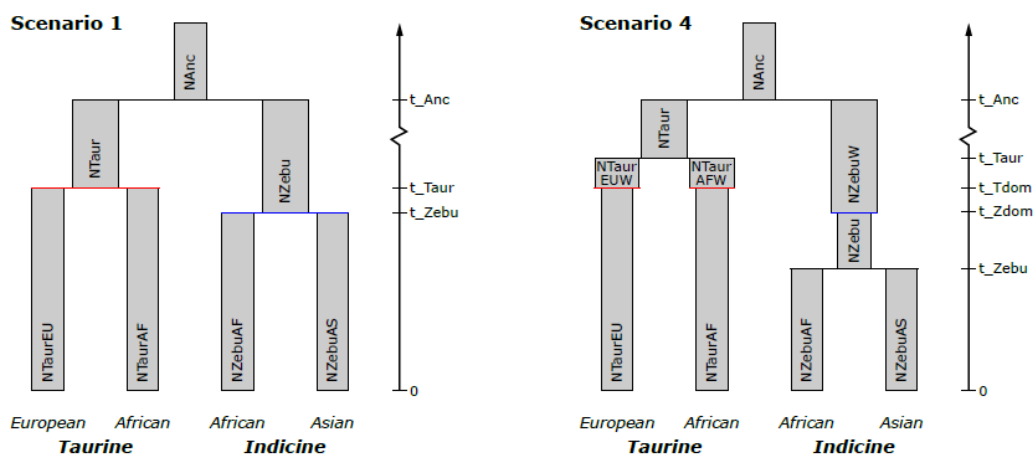 Scenario 1
NAnc
t_Anc
NTaur
NZebu
t_Taur
t_Zebu
NTaurEU
NTaurAF
NZebuAF
NZebuAS
0
European African African Asian
Taurine Indicine
Scenario 4
NAnc
t_Anc
NTaur
NZebuW
t_Taur
NTaur
EUW
NTaur
AFW
t_Tdom
t_Zdom
NZebu
t_Zebu
NTaurEU
NTaurAF
NZebuAF
NZebuAS
0
European African African Asian
Taurine Indicine